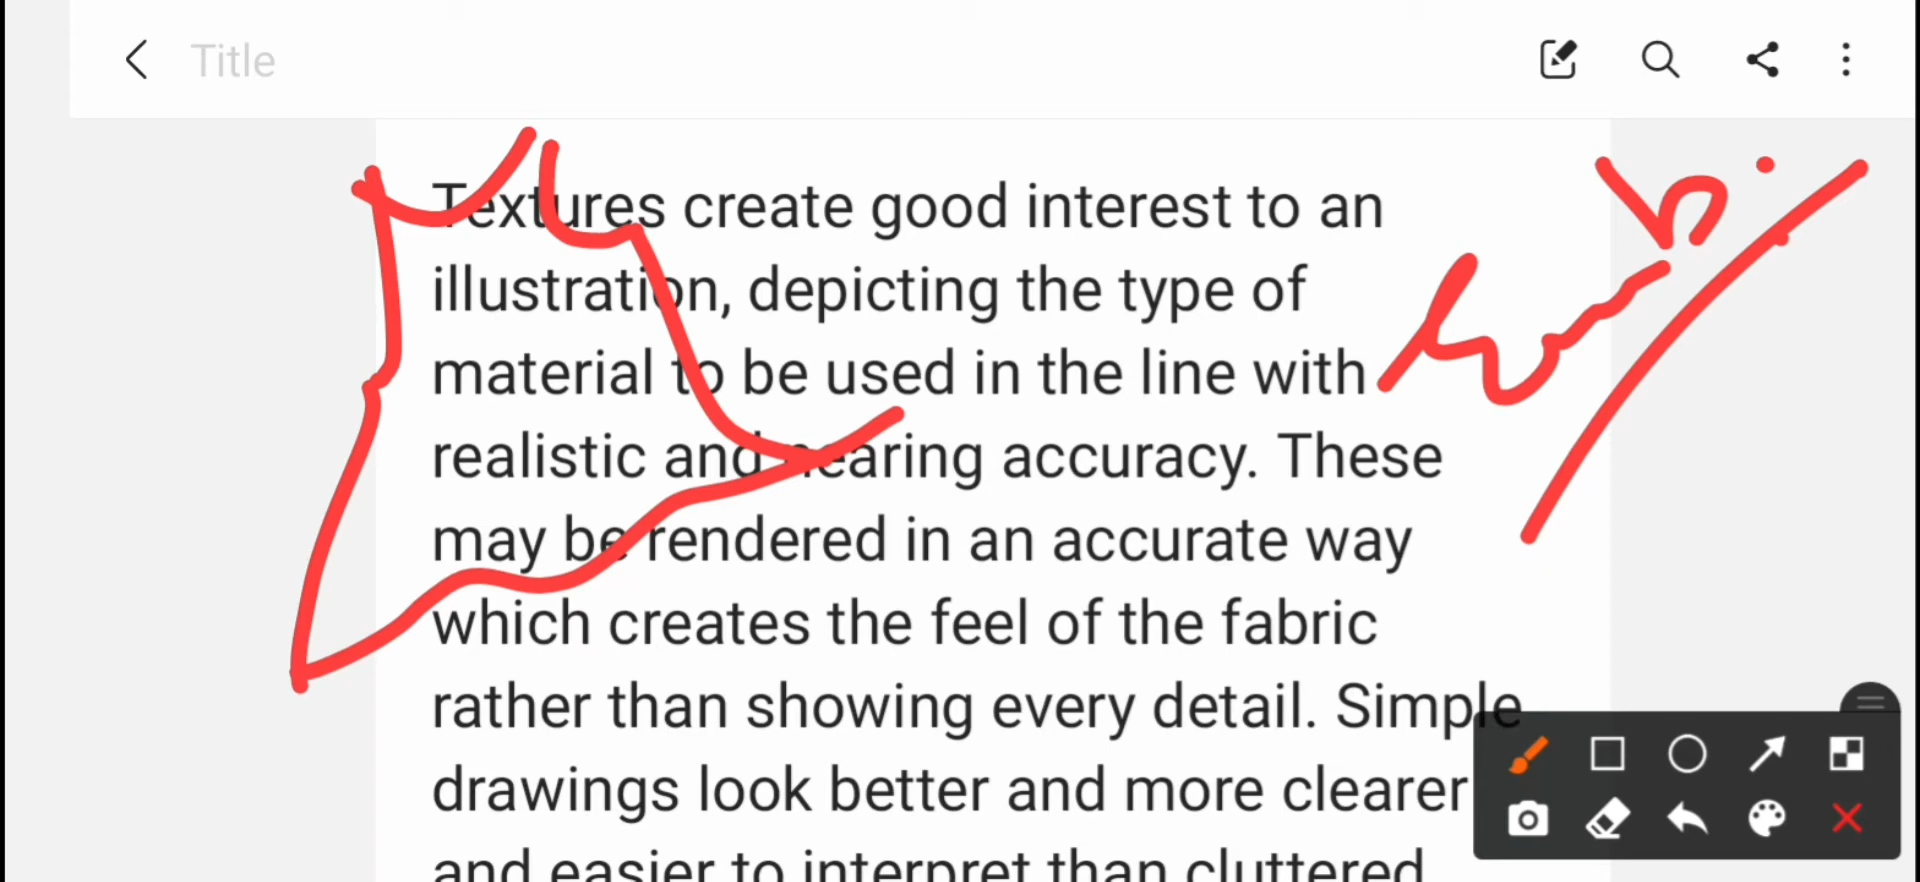 Title
Textures create good interest to an
illustration, depicting the type of
material to be used in the line with
realistic and nearing accuracy. These
may be rendered in an accurate way
which creates the feel of the fabric
rather than showing every detail. Simple
drawings look better and more clearer
and easier to interpret than cluttered